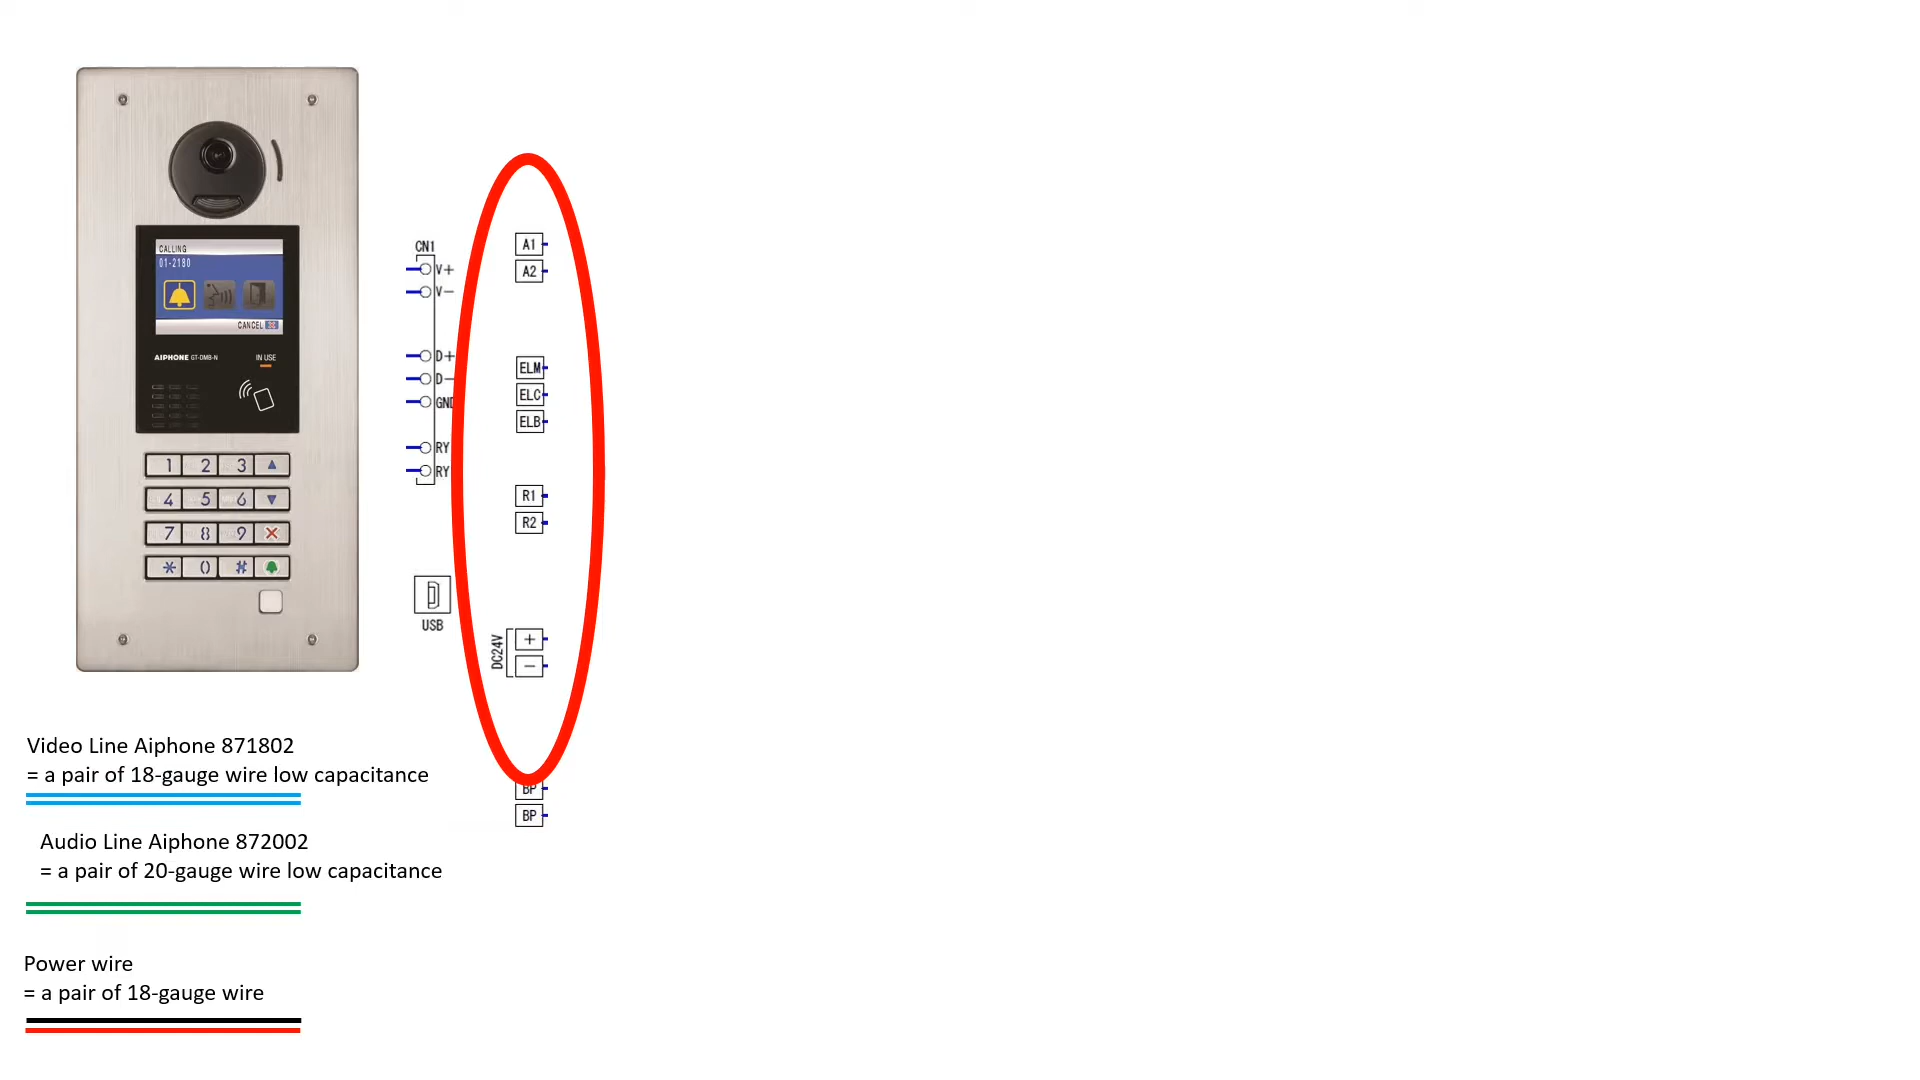 CALLING
01-2180
CANCEL
AIPHONE GT-DMB-N
IN USE
1 2 3
4 5 6
7 8 9
* 0 #
CN1
V+
V-
D+
D-
GND
RY
RY
USB
A1
A2
ELM
ELC
ELB
R1
R2
DC24V
+
-
BP
BP
Video Line Aiphone 871802
= a pair of 18-gauge wire low capacitance
Audio Line Aiphone 872002
= a pair of 20-gauge wire low capacitance
Power wire
= a pair of 18-gauge wire